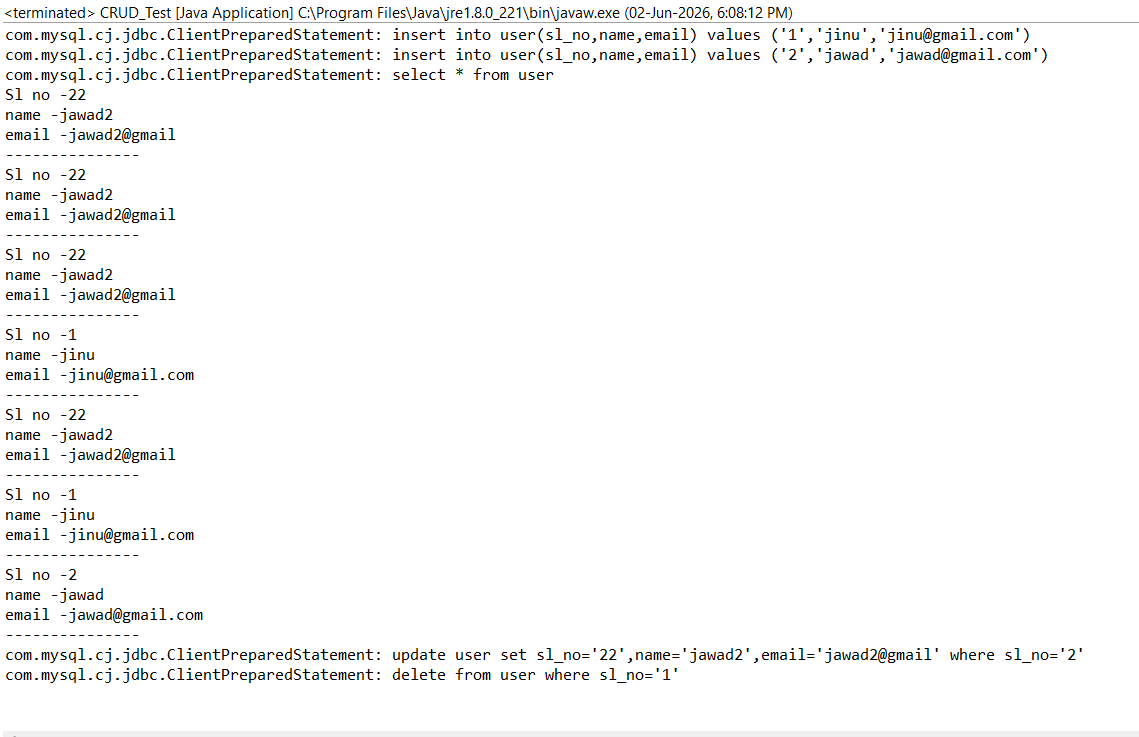 <terminated> CRUD_Test [Java Application] C:\Program Files\Java\jre1.8.0_221\bin\javaw.exe (02-Jun-2026, 6:08:12 PM)
com.mysql.cj.jdbc.ClientPreparedStatement: insert into user(sl_no,name,email) values ('1','jinu','jinu@gmail.com')
com.mysql.cj.jdbc.ClientPreparedStatement: insert into user(sl_no,name,email) values ('2','jawad','jawad@gmail.com')
com.mysql.cj.jdbc.ClientPreparedStatement: select * from user
Sl no -22
name -jawad2
email -jawad2@gmail
---------------
Sl no -22
name -jawad2
email -jawad2@gmail
---------------
Sl no -22
name -jawad2
email -jawad2@gmail
---------------
Sl no -1
name -jinu
email -jinu@gmail.com
---------------
Sl no -22
name -jawad2
email -jawad2@gmail
---------------
Sl no -1
name -jinu
email -jinu@gmail.com
---------------
Sl no -2
name -jawad
email -jawad@gmail.com
---------------
com.mysql.cj.jdbc.ClientPreparedStatement: update user set sl_no='22',name='jawad2',email='jawad2@gmail' where sl_no='2'
com.mysql.cj.jdbc.ClientPreparedStatement: delete from user where sl_no='1'